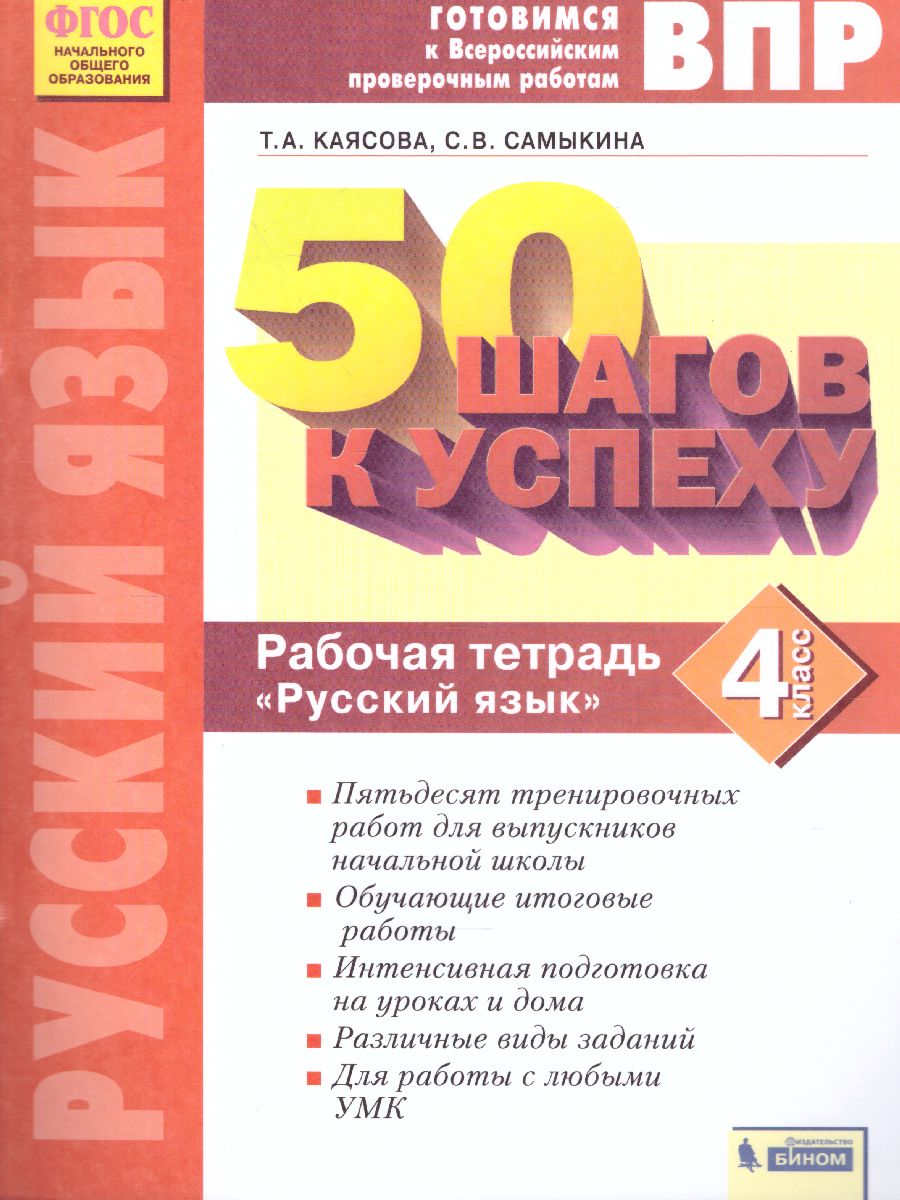 ФГОС
НАЧАЛЬНОГО
ОБЩЕГО
ОБРАЗОВАНИЯ
ГОТОВИМСЯ
к Всероссийским
проверочным работам
ВПР
Т.А. КАЯСОВА, С.В. САМЫКИНА
РУССКИЙ ЯЗЫК
50
ШАГОВ
К УСПЕХУ
Рабочая тетрадь
«Русский язык»
4
класс
Пятьдесят тренировочных
работ для выпускников
начальной школы
Обучающие итоговые
работы
Интенсивная подготовка
на уроках и дома
Различные виды заданий
Для работы с любыми
УМК
ИЗДАТЕЛЬСТВО
БИНОМ